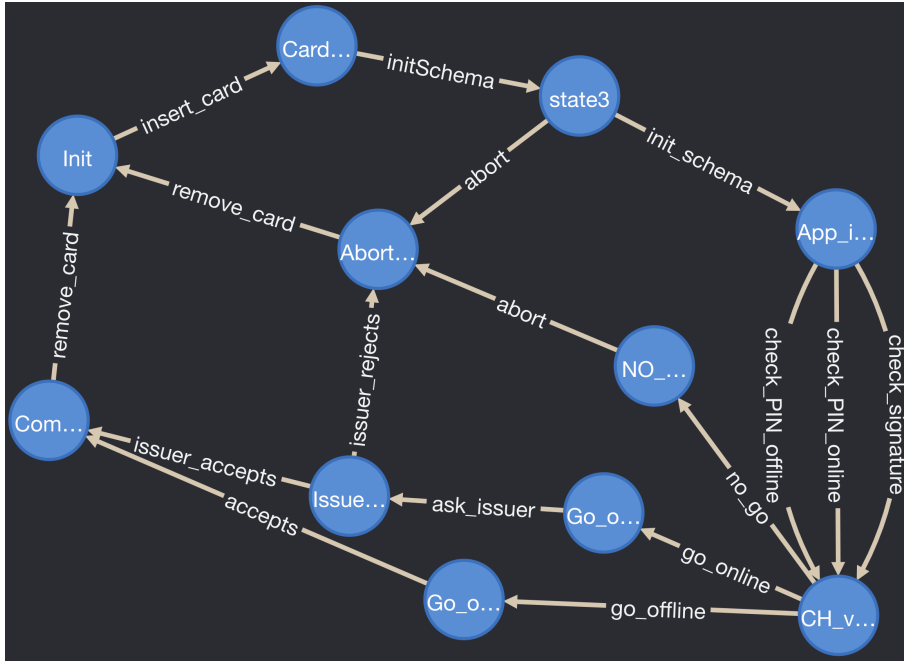 Card...
initSchema
state3
insert_card
init_schema
Init
abort
remove_card
App_i...
Abort...
remove_card
abort
issuer_rejects
check_PIN_offline
check_PIN_online
check_signature
NO_...
Com...
issuer_accepts
no_go
Issue...
ask_issuer
Go_o...
accepts
go_online
Go_o...
go_offline
CH_v...